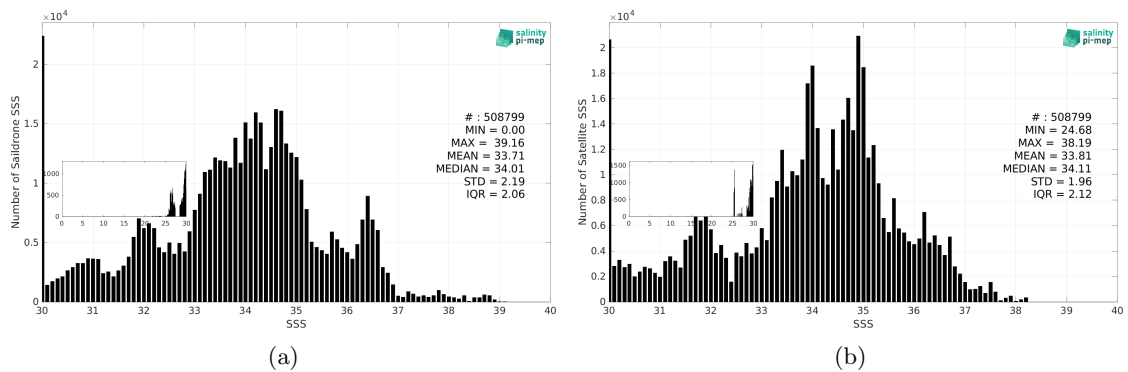 ×10⁴
2
1.5
1
0.5
0
Number of Saildrone SSS
30
31
32
33
34
35
36
37
38
39
40
SSS
salinity
pi-mep
# : 508799
MIN = 0.00
MAX = 39.16
MEAN = 33.71
MEDIAN = 34.01
STD = 2.19
IQR = 2.06
1000
500
0
0 5 10 15 20 25 30
(a)
×10⁴
2
1.8
1.6
1.4
1.2
1
0.8
0.6
0.4
0.2
0
Number of Satellite SSS
30
31
32
33
34
35
36
37
38
39
40
SSS
salinity
pi-mep
# : 508799
MIN = 24.68
MAX = 38.19
MEAN = 33.81
MEDIAN = 34.11
STD = 1.96
IQR = 2.12
1500
1000
500
0
0 5 10 15 20 25 30
(b)